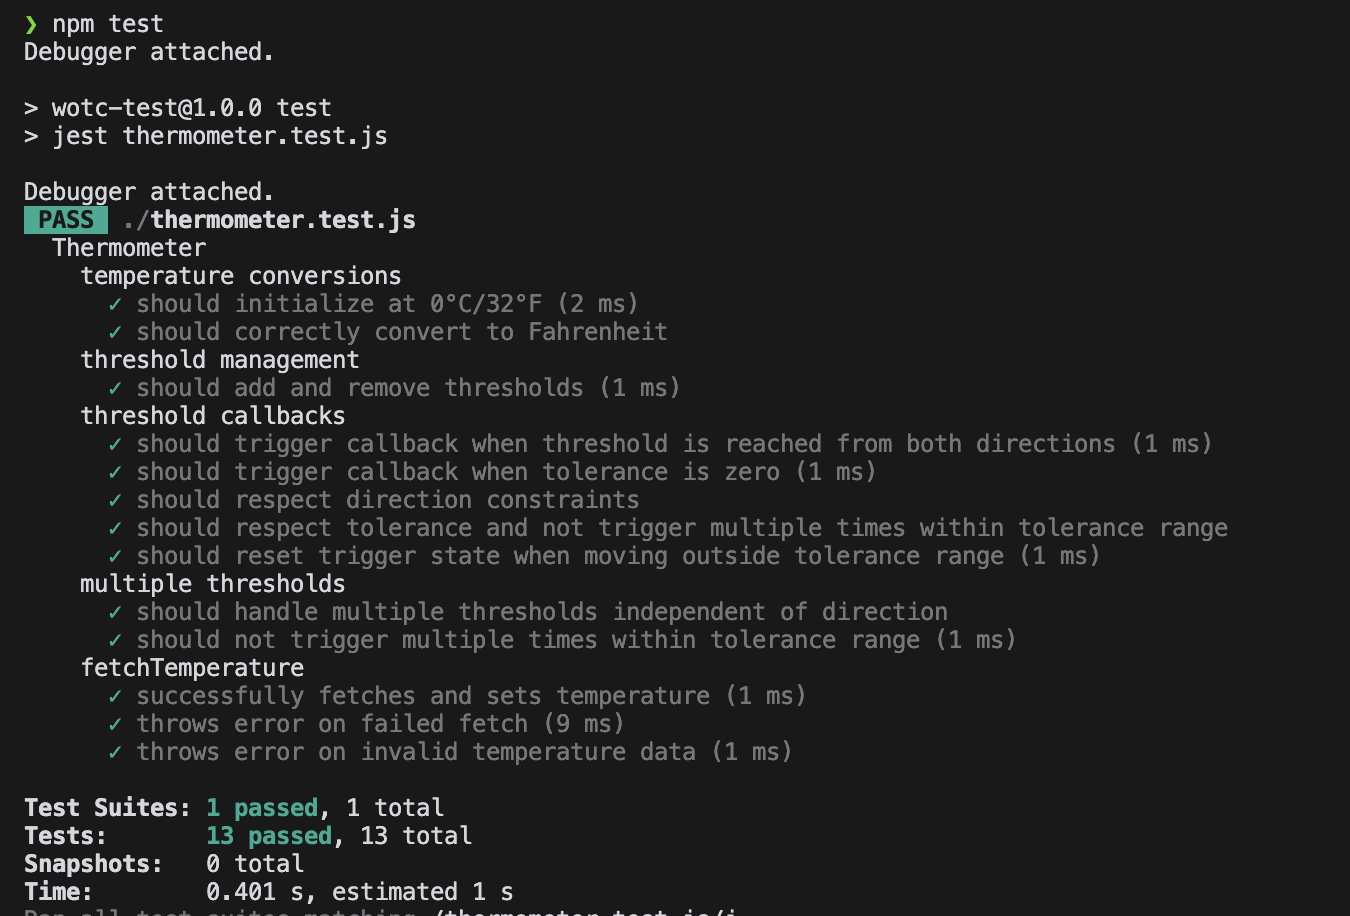 ❯ npm test
Debugger attached.
> wotc-test@1.0.0 test
> jest thermometer.test.js
Debugger attached.
PASS ./thermometer.test.js
Thermometer
temperature conversions
✓ should initialize at 0°C/32°F (2 ms)
✓ should correctly convert to Fahrenheit
threshold management
✓ should add and remove thresholds (1 ms)
threshold callbacks
✓ should trigger callback when threshold is reached from both directions (1 ms)
✓ should trigger callback when tolerance is zero (1 ms)
✓ should respect direction constraints
✓ should respect tolerance and not trigger multiple times within tolerance range
✓ should reset trigger state when moving outside tolerance range (1 ms)
multiple thresholds
✓ should handle multiple thresholds independent of direction
✓ should not trigger multiple times within tolerance range (1 ms)
fetchTemperature
✓ successfully fetches and sets temperature (1 ms)
✓ throws error on failed fetch (9 ms)
✓ throws error on invalid temperature data (1 ms)
Test Suites: 1 passed, 1 total
Tests: 13 passed, 13 total
Snapshots: 0 total
Time: 0.401 s, estimated 1 s
Ran all test suites matching /thermometer.test.js/i